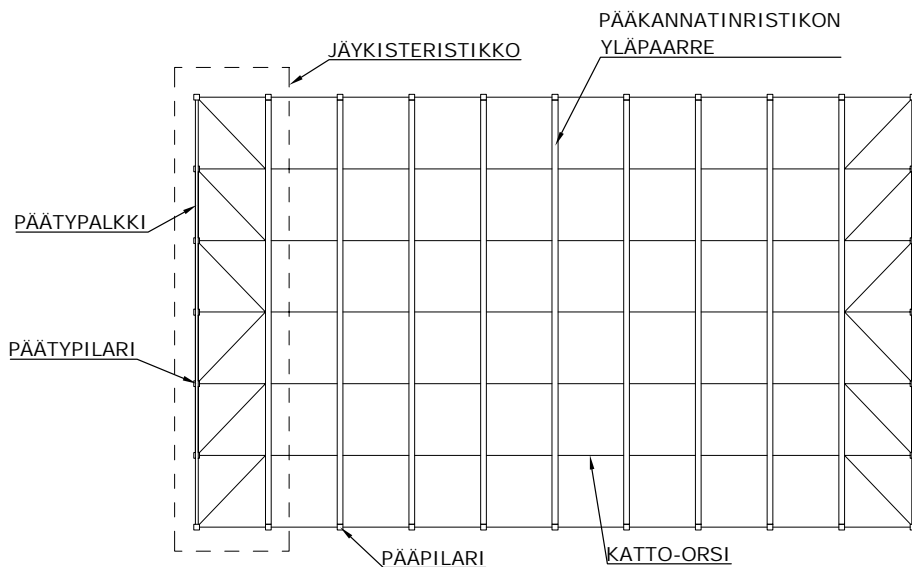 PÄÄKANNATINRISTIKON
YLÄPAARRE
JÄYKISTERISTIKKO
PÄÄTYPALKKI
PÄÄTYPILARI
PÄÄPILARI
KATTO-ORSI